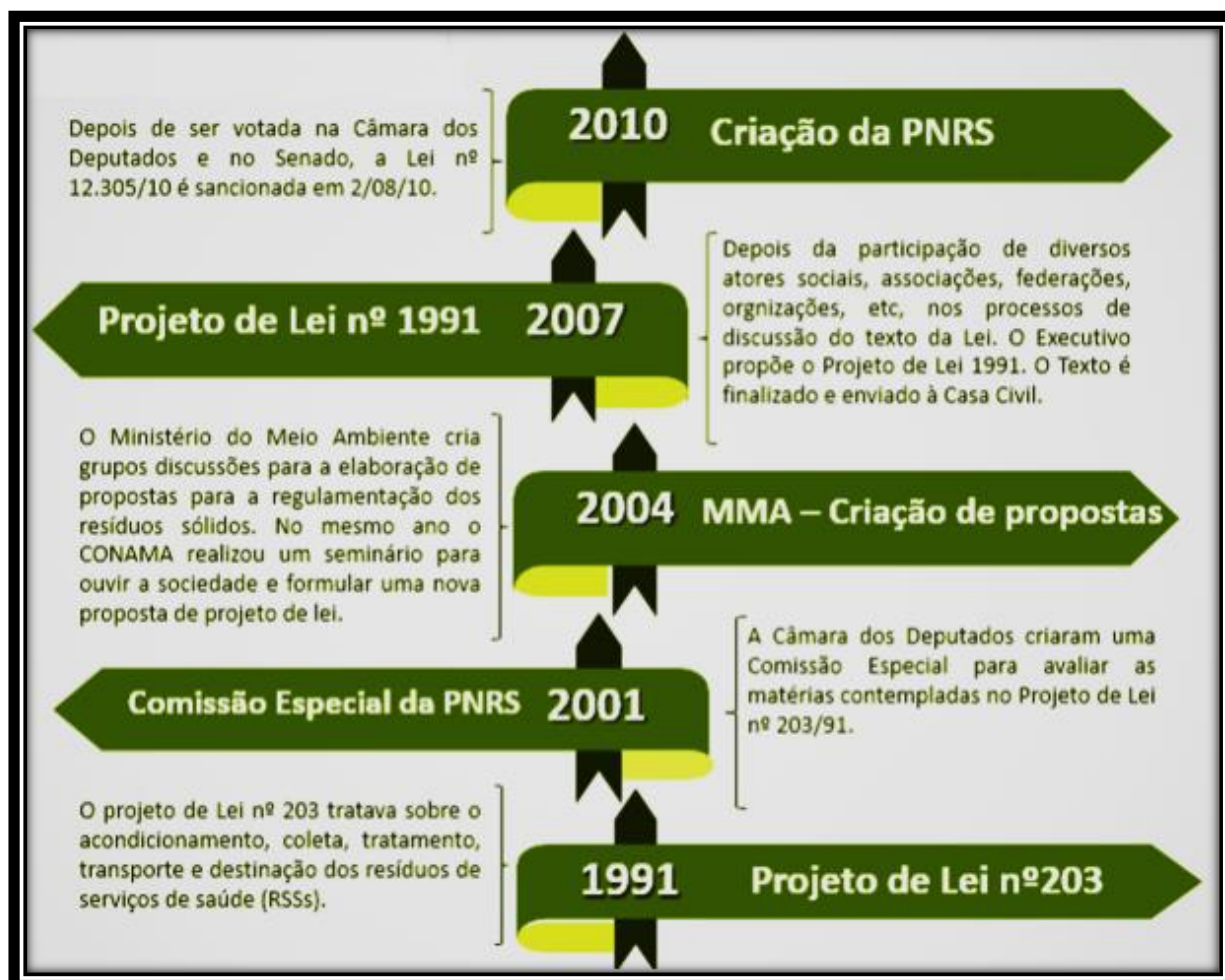 2010 Criação da PNRS
Depois de ser votada na Câmara dos
Deputados e no Senado, a Lei nº
12.305/10 é sancionada em 2/08/10.
Projeto de Lei nº 1991 2007
Depois da participação de diversos
atores sociais, associações, federações,
orgnizações, etc, nos processos de
discussão do texto da Lei. O Executivo
propõe o Projeto de Lei 1991. O Texto é
finalizado e enviado à Casa Civil.
2004 MMA – Criação de propostas
O Ministério do Meio Ambiente cria
grupos discussões para a elaboração de
propostas para a regulamentação dos
resíduos sólidos. No mesmo ano o
CONAMA realizou um seminário para
ouvir a sociedade e formular uma nova
proposta de projeto de lei.
Comissão Especial da PNRS 2001
A Câmara dos Deputados criaram uma
Comissão Especial para avaliar as
matérias contempladas no Projeto de Lei
nº 203/91.
1991 Projeto de Lei nº203
O projeto de Lei nº 203 tratava sobre o
acondicionamento, coleta, tratamento,
transporte e destinação dos resíduos de
serviços de saúde (RSSs).